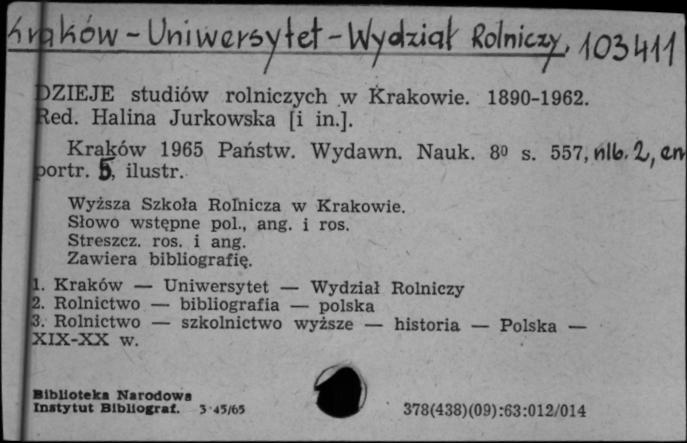 Kraków - Uniwersytet - Wydział Rolniczy, 103411
DZIEJE studiów rolniczych w Krakowie. 1890-1962.
Red. Halina Jurkowska [i in.].
Kraków 1965 Państw. Wydawn. Nauk. 8⁰ s. 557, nlb. 2,
portr. 5, ilustr.
Wyższa Szkoła Rolnicza w Krakowie.
Słowo wstępne pol., ang. i ros.
Streszcz. ros. i ang.
Zawiera bibliografię.
1. Kraków — Uniwersytet — Wydział Rolniczy
2. Rolnictwo — bibliografia — polska
3. Rolnictwo — szkolnictwo wyższe — historia — Polska —
XIX-XX w.
Biblioteka Narodowa
Instytut Bibliograf. 3 45/65
378(438)(09):63:012/014